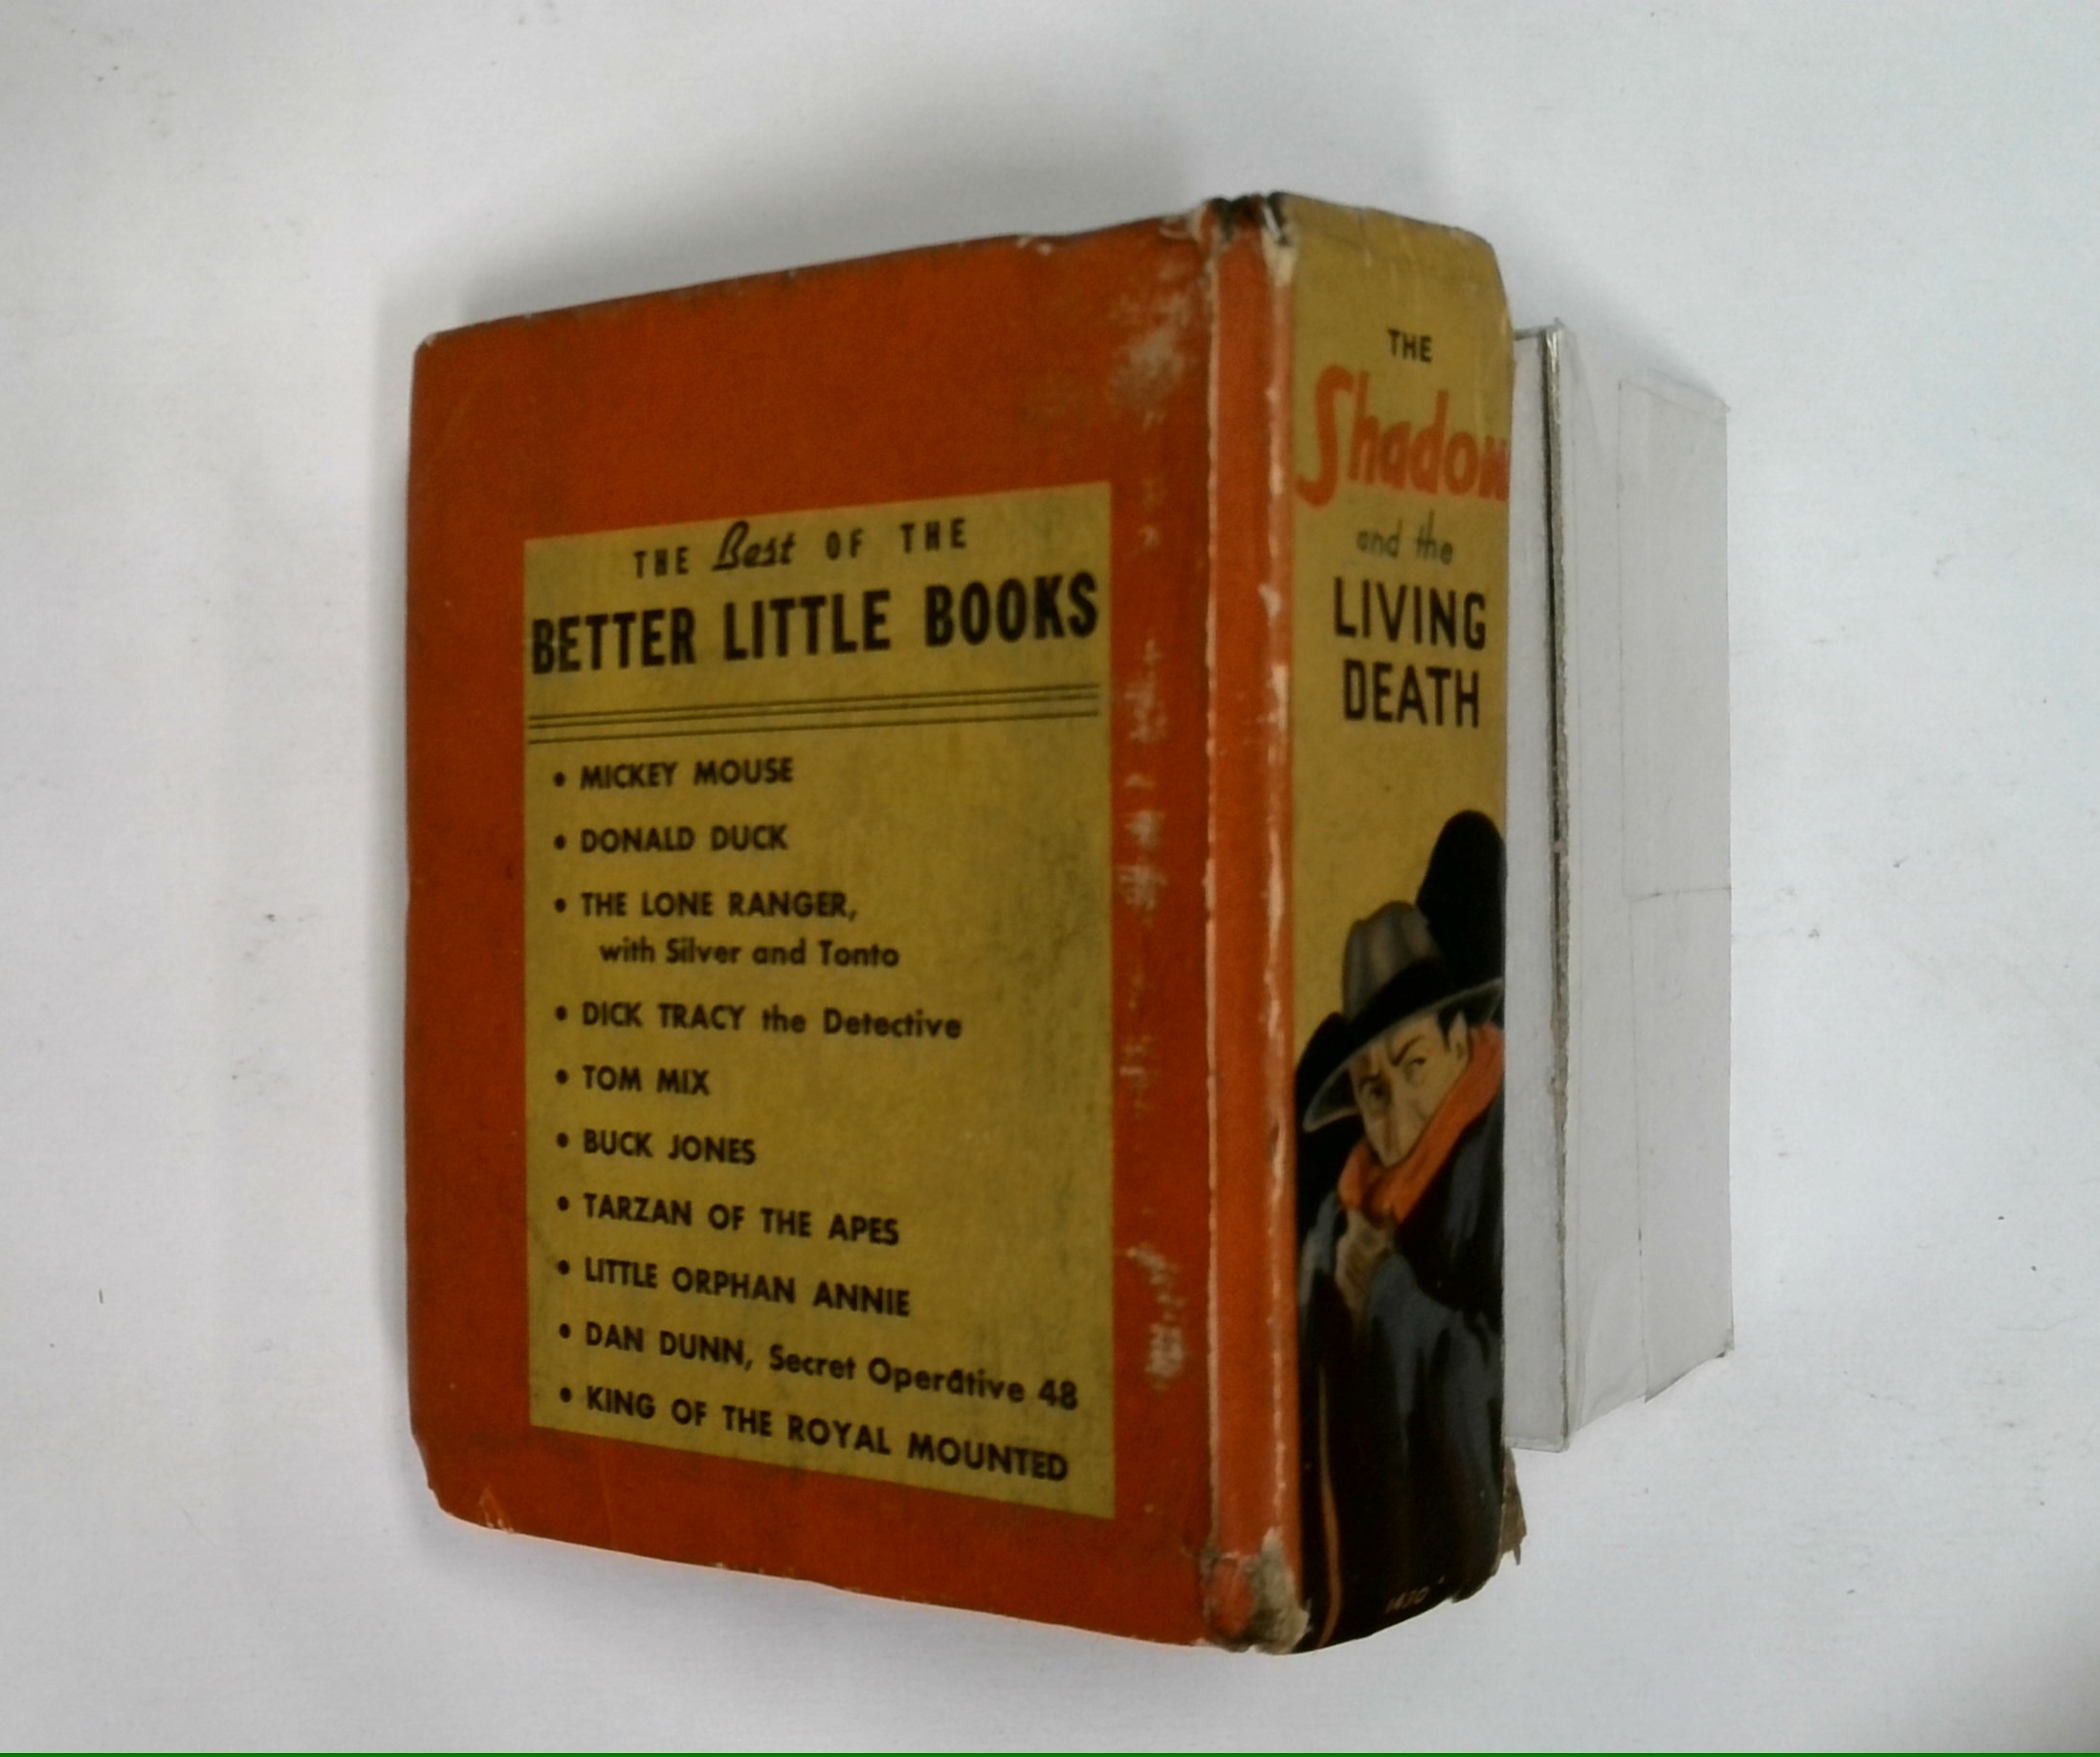 THE Best OF THE
BETTER LITTLE BOOKS
• MICKEY MOUSE
• DONALD DUCK
• THE LONE RANGER,
with Silver and Tonto
• DICK TRACY the Detective
• TOM MIX
• BUCK JONES
• TARZAN OF THE APES
• LITTLE ORPHAN ANNIE
• DAN DUNN, Secret Operative 48
• KING OF THE ROYAL MOUNTED
THE
Shadow
and the
LIVING
DEATH
1430